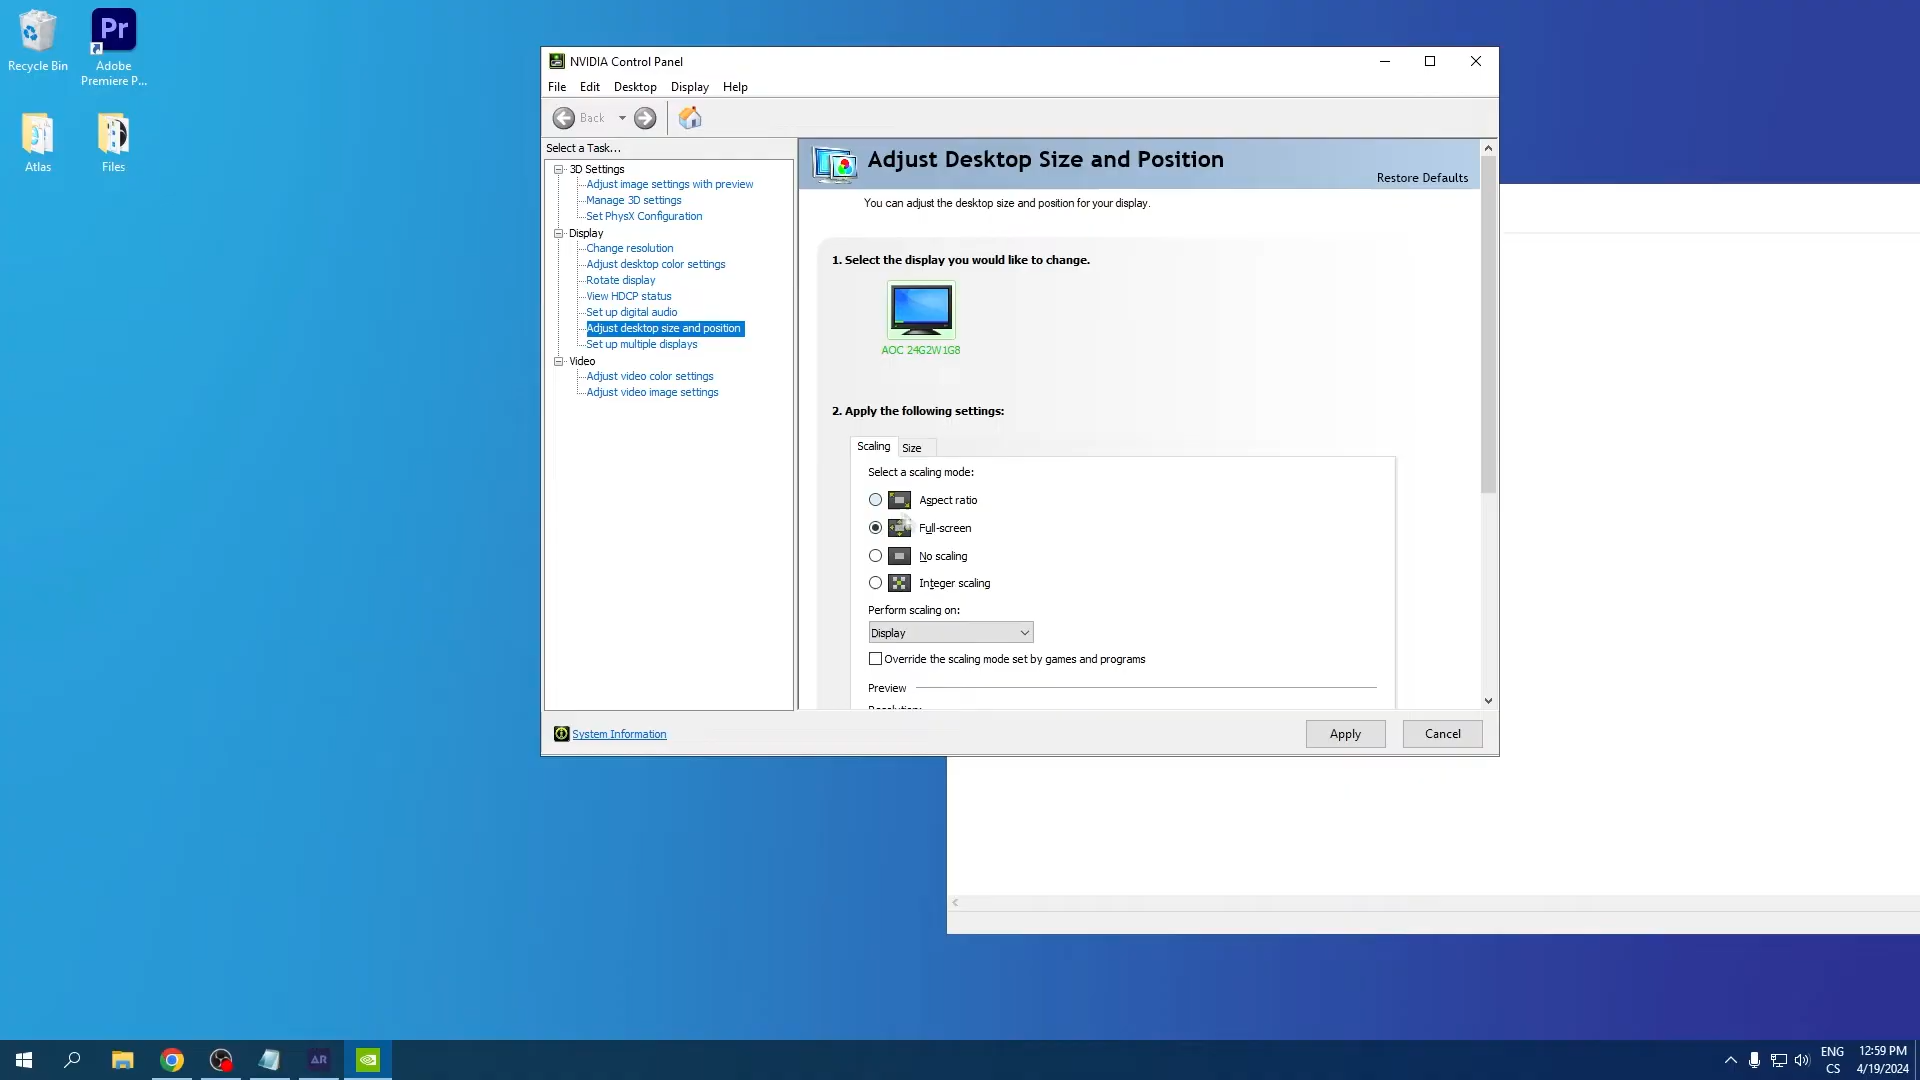 Recycle Bin
Pr
Adobe
Premiere P...
Atlas
Files
NVIDIA Control Panel
File Edit Desktop Display Help
Back
Select a Task...
3D Settings
Adjust image settings with preview
Manage 3D settings
Set PhysX Configuration
Display
Change resolution
Adjust desktop color settings
Rotate display
View HDCP status
Set up digital audio
Adjust desktop size and position
Set up multiple displays
Video
Adjust video color settings
Adjust video image settings
System Information
Adjust Desktop Size and Position
Restore Defaults
You can adjust the desktop size and position for your display.
1. Select the display you would like to change.
AOC 24G2W1G8
2. Apply the following settings:
Scaling Size
Select a scaling mode:
Aspect ratio
Full-screen
No scaling
Integer scaling
Perform scaling on:
Display
Override the scaling mode set by games and programs
Preview
Resolution:
Apply Cancel
AR
ENG
CS
12:59 PM
4/19/2024